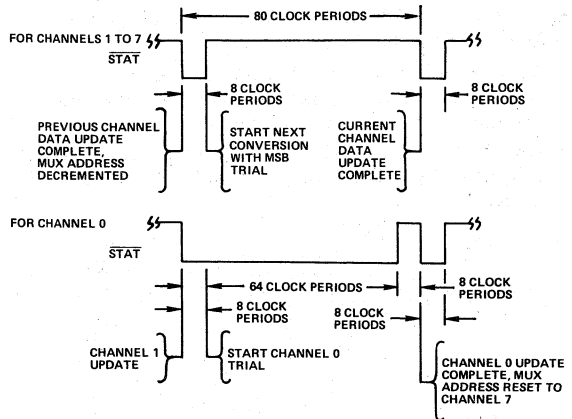 80 CLOCK PERIODS
FOR CHANNELS 1 TO 7
STAT
8 CLOCK
PERIODS
8 CLOCK
PERIODS
PREVIOUS CHANNEL
DATA UPDATE
COMPLETE,
MUX ADDRESS
DECREMENTED
START NEXT
CONVERSION
WITH MSB
TRIAL
CURRENT
CHANNEL
DATA
UPDATE
COMPLETE
FOR CHANNEL 0
STAT
64 CLOCK PERIODS
8 CLOCK
PERIODS
8 CLOCK
PERIODS
8 CLOCK
PERIODS
CHANNEL 1
UPDATE
START CHANNEL 0
TRIAL
CHANNEL 0 UPDATE
COMPLETE, MUX
ADDRESS RESET TO
CHANNEL 7